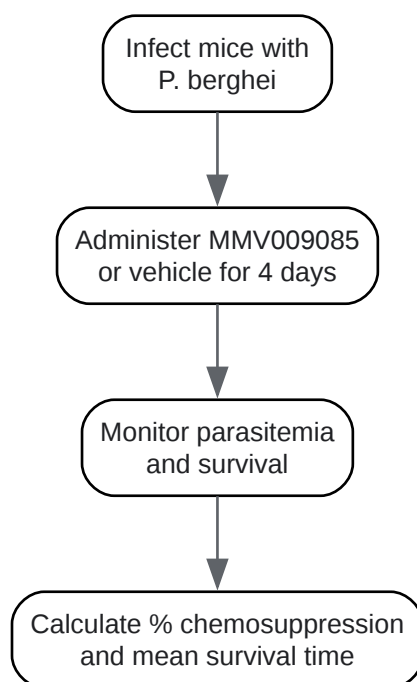 Infect mice with
P. berghei
Administer MMV009085
or vehicle for 4 days
Monitor parasitemia
and survival
Calculate % chemosuppression
and mean survival time